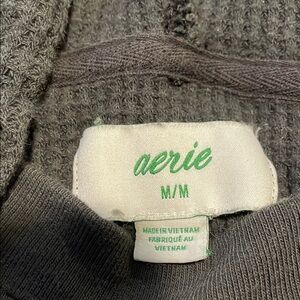 aerie
M/M
MADE IN VIETNAM
FABRIQUÉ AU
VIETNAM